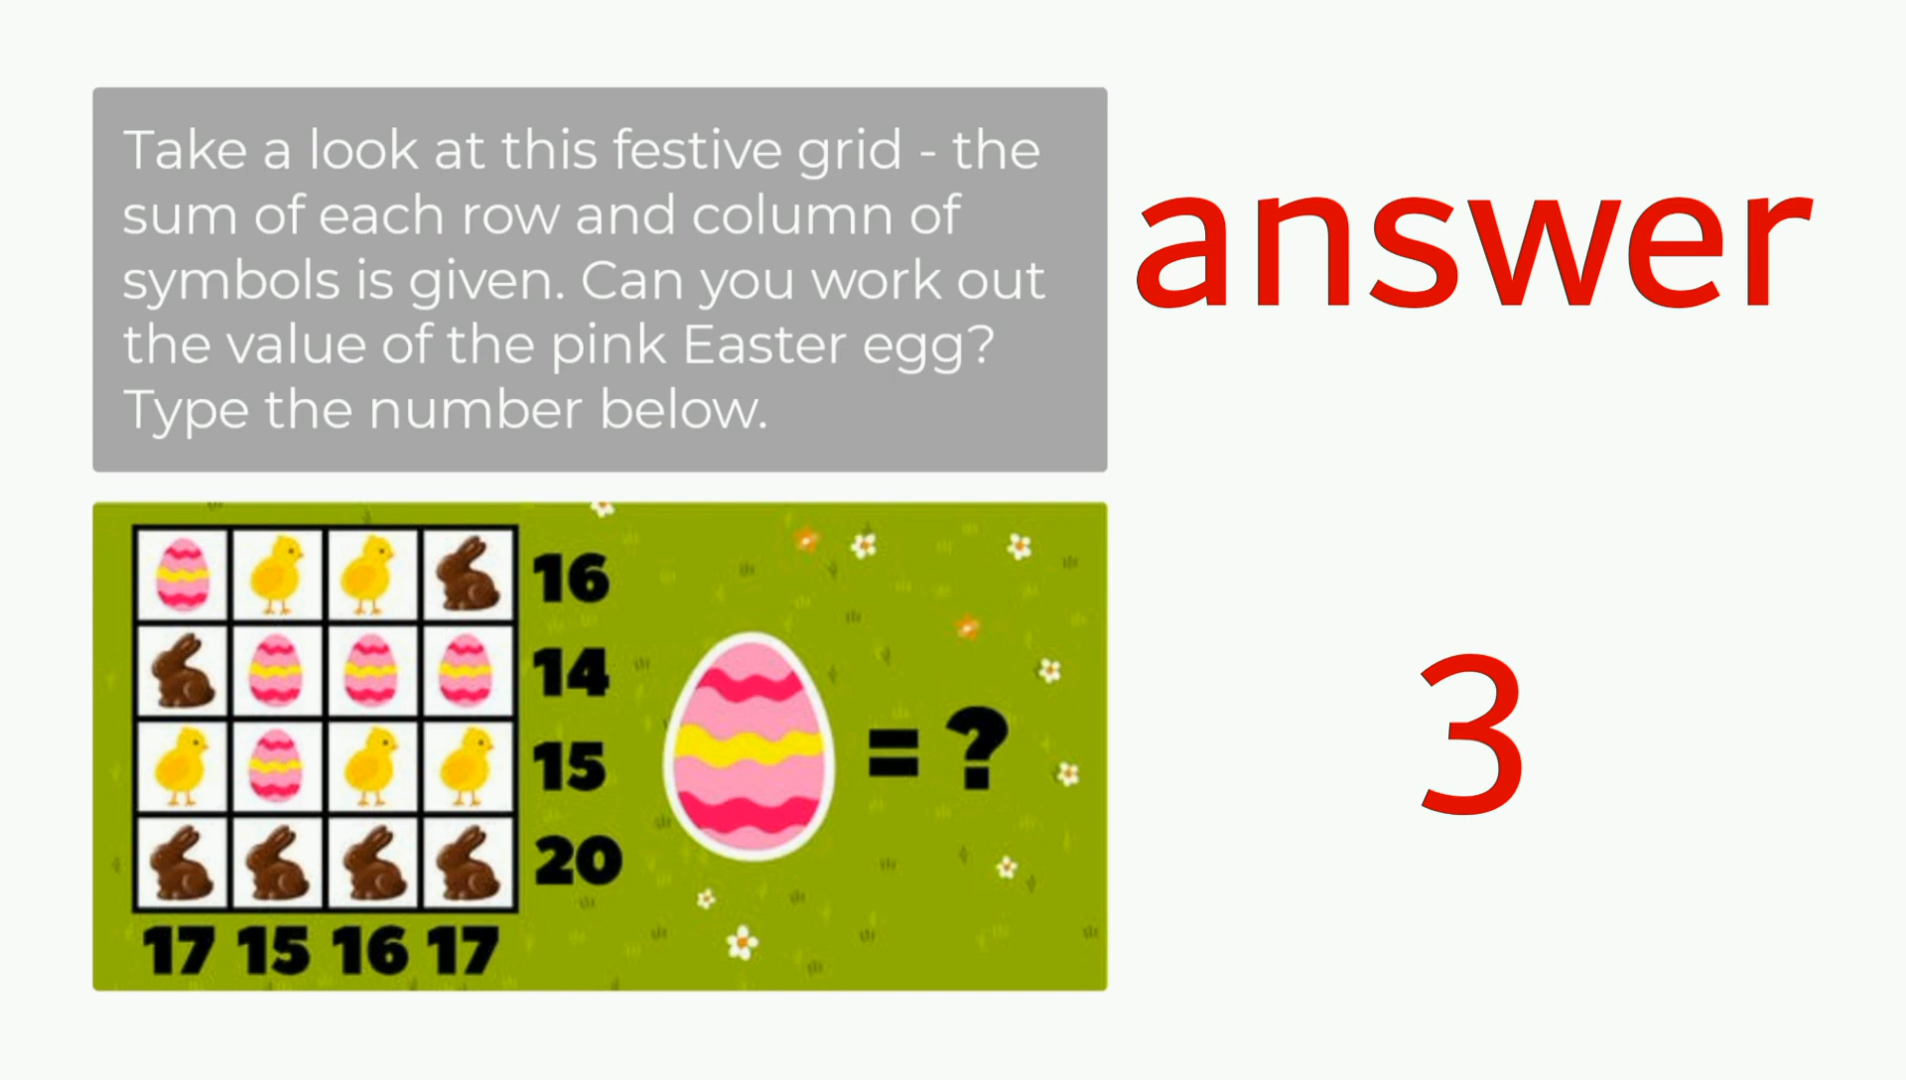 Take a look at this festive grid - the
sum of each row and column of
symbols is given. Can you work out
the value of the pink Easter egg?
Type the number below.
answer
16
14
15
20
17 15 16 17
= ?
3